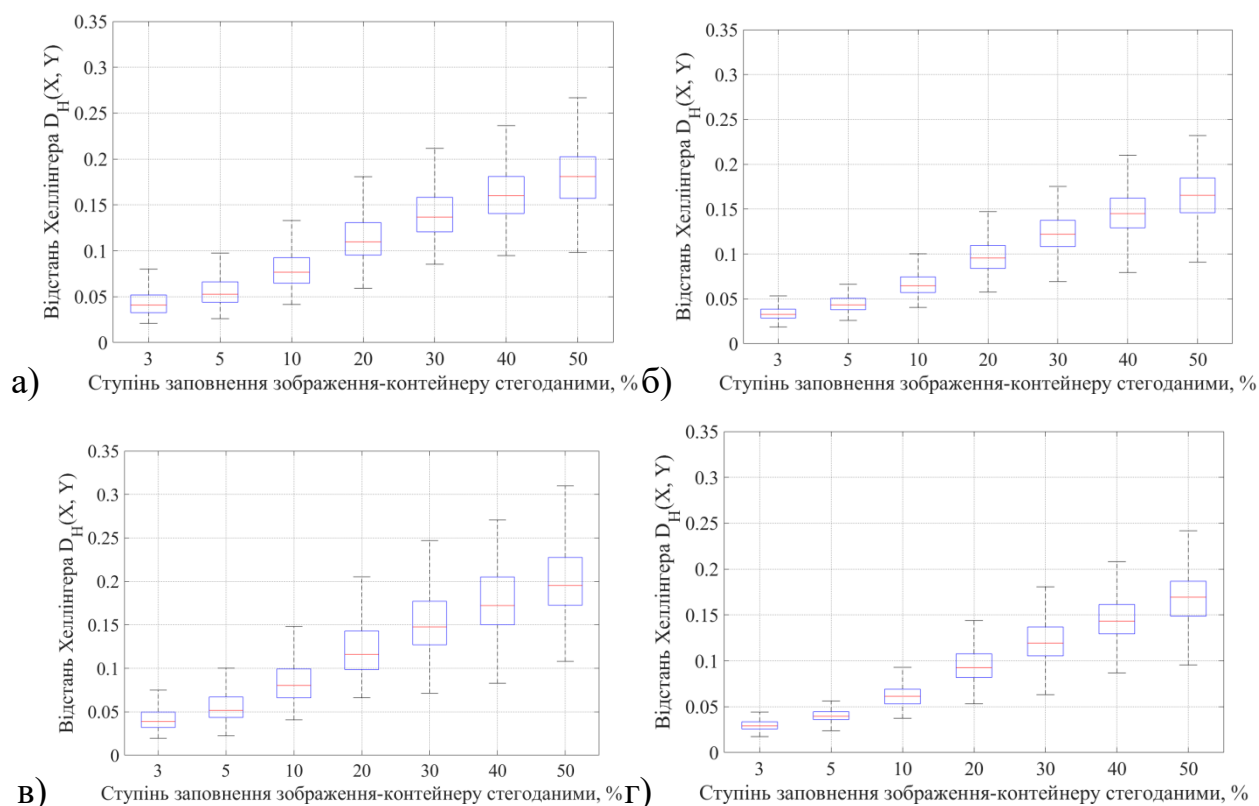 0.35
0.3
0.25
0.2
0.15
0.1
0.05
0
Відстань Хеллінгера D_H(X, Y)
3 5 10 20 30 40 50
а) Ступінь заповнення зображення-контейнеру стегоданими, %
0.35
0.3
0.25
0.2
0.15
0.1
0.05
0
Відстань Хеллінгера D_H(X, Y)
3 5 10 20 30 40 50
б) Ступінь заповнення зображення-контейнеру стегоданими, %
0.35
0.3
0.25
0.2
0.15
0.1
0.05
0
Відстань Хеллінгера D_H(X, Y)
3 5 10 20 30 40 50
в) Ступінь заповнення зображення-контейнеру стегоданими, %
0.35
0.3
0.25
0.2
0.15
0.1
0.05
0
Відстань Хеллінгера D_H(X, Y)
3 5 10 20 30 40 50
г) Ступінь заповнення зображення-контейнеру стегоданими, %